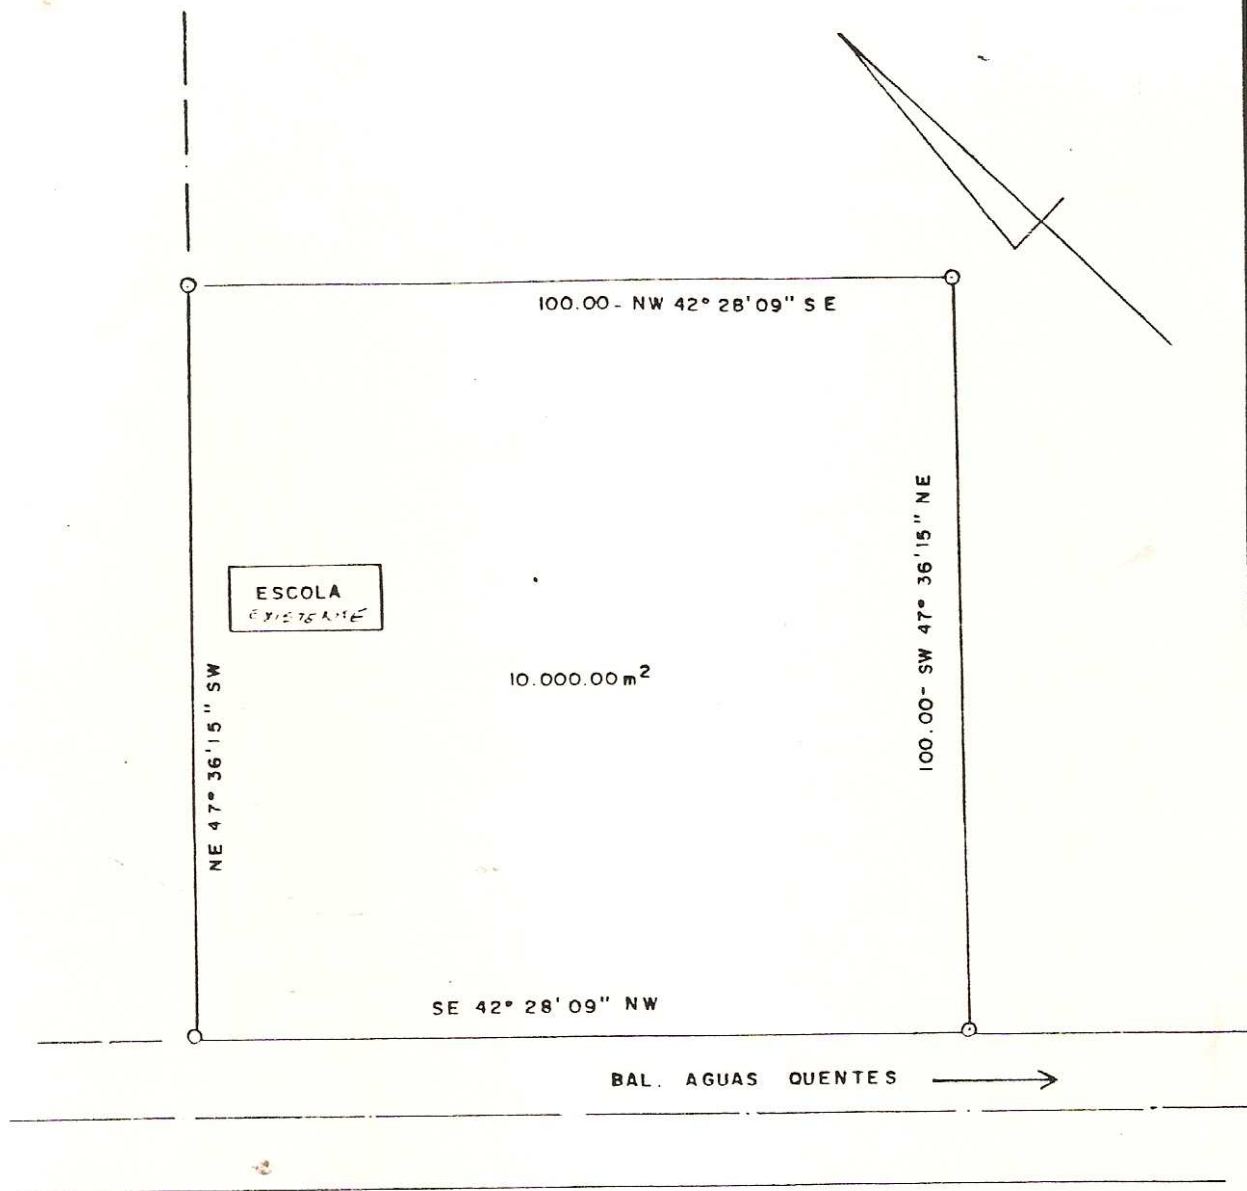 100.00 - NW 42° 28'09" S E
100.00- SW 47° 36'15" NE
ESCOLA
EXISTENTE
NE 47° 36'15" SW
10.000.00 m²
SE 42° 28' 09" NW
BAL. AGUAS QUENTES